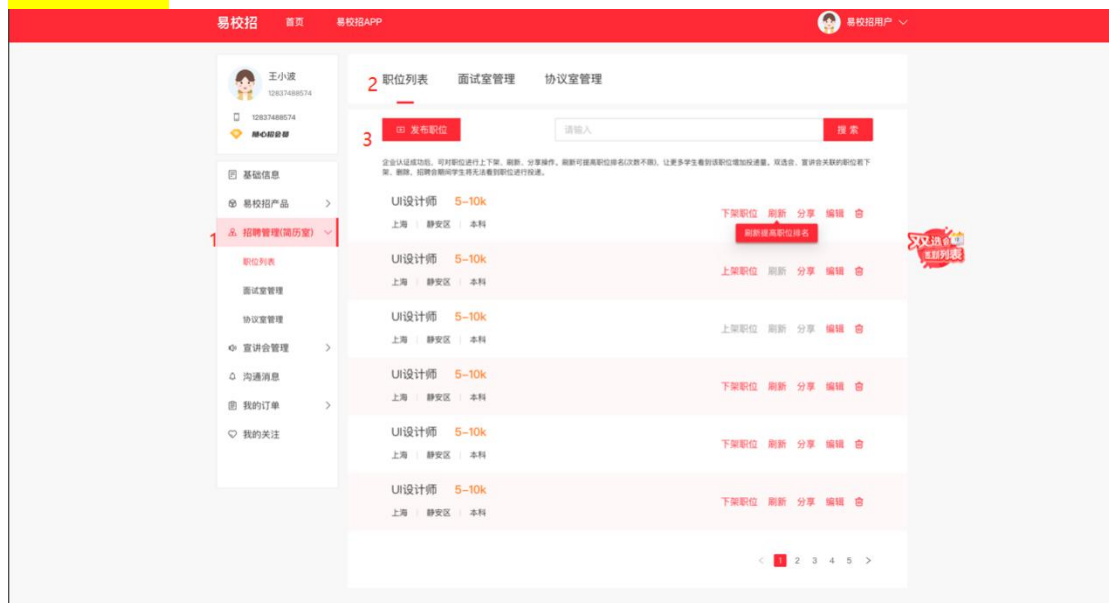 易校招 首页 易校招APP 易校招用户
王小波
12837488574
12837488574
随心招会员
基础信息
易校招产品
1 招聘管理(简历室)
职位列表
面试室管理
协议室管理
宣讲会管理
沟通消息
我的订单
我的关注
2 职位列表 面试室管理 协议室管理
3 发布职位 请输入 搜索
企业认证成功后，可对职位进行上下架、刷新、分享操作。刷新可提高职位排名(次数不限)、让更多学生看到该职位增加投递量。双选会、宣讲会关联的职位若下
架、删除、招聘会期间学生将无法看到职位进行投递。
UI设计师 5-10k
上海 静安区 本科
下架职位 刷新 分享 编辑
刷新提高职位排名
UI设计师 5-10k
上海 静安区 本科
上架职位 刷新 分享 编辑
UI设计师 5-10k
上海 静安区 本科
上架职位 刷新 分享 编辑
UI设计师 5-10k
上海 静安区 本科
下架职位 刷新 分享 编辑
UI设计师 5-10k
上海 静安区 本科
下架职位 刷新 分享 编辑
UI设计师 5-10k
上海 静安区 本科
下架职位 刷新 分享 编辑
< 1 2 3 4 5 >
双选会
列表